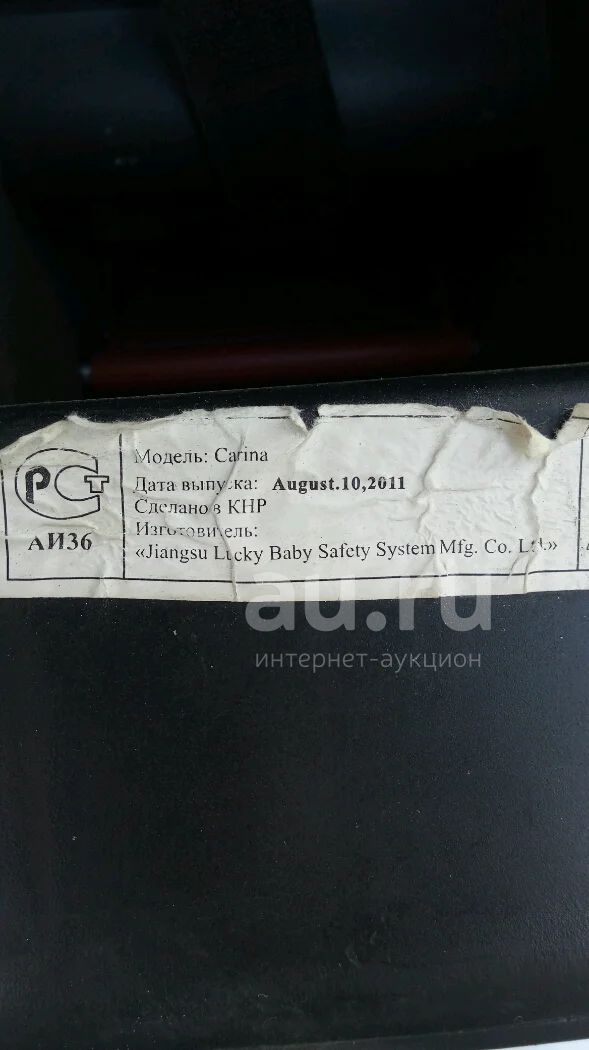 РСТ
АИ36
Модель: Carina
Дата выпуска: August.10,2011
Сделано в КНР
Изготовитель:
«Jiangsu Lucky Baby Safety System Mfg. Co. Ltd.»
au.ru
интернет-аукцион